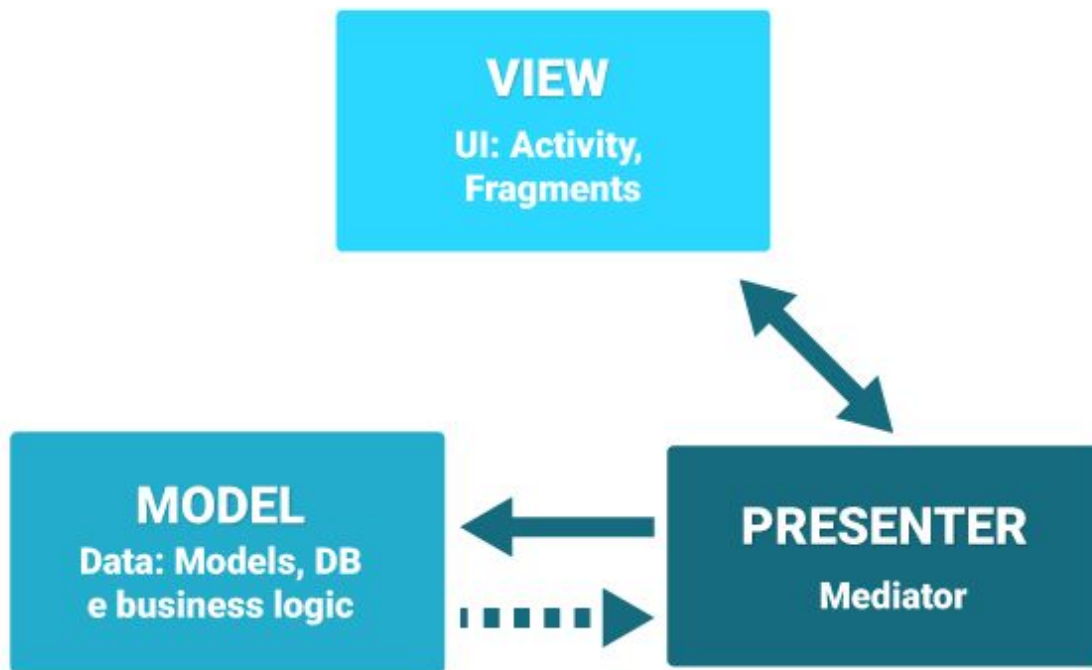 VIEW
UI: Activity,
Fragments
MODEL
Data: Models, DB
e business logic
PRESENTER
Mediator